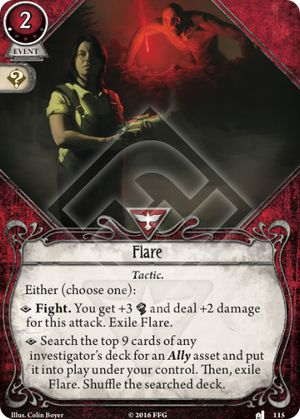 2
EVENT
Flare
Tactic.
Either (choose one):
Fight. You get +3 and deal +2 damage
for this attack. Exile Flare.
Search the top 9 cards of any
investigator's deck for an Ally asset and put
it into play under your control. Then, exile
Flare. Shuffle the searched deck.
Illus. Colin Boyer
© 2016 FFG
115